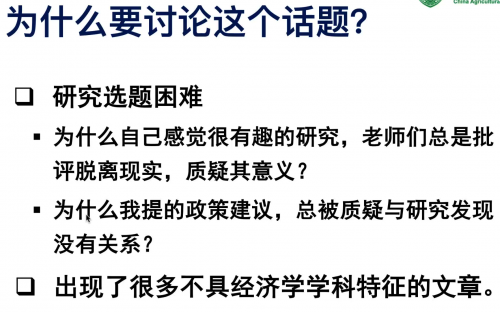 China Agricultura
为什么要讨论这个话题?
❑ 研究选题困难
▪ 为什么自己感觉很有趣的研究，老师们总是批
评脱离现实，质疑其意义？
▪ 为什么我提的政策建议，总被质疑与研究发现
没有关系？
❑ 出现了很多不具经济学学科特征的文章。